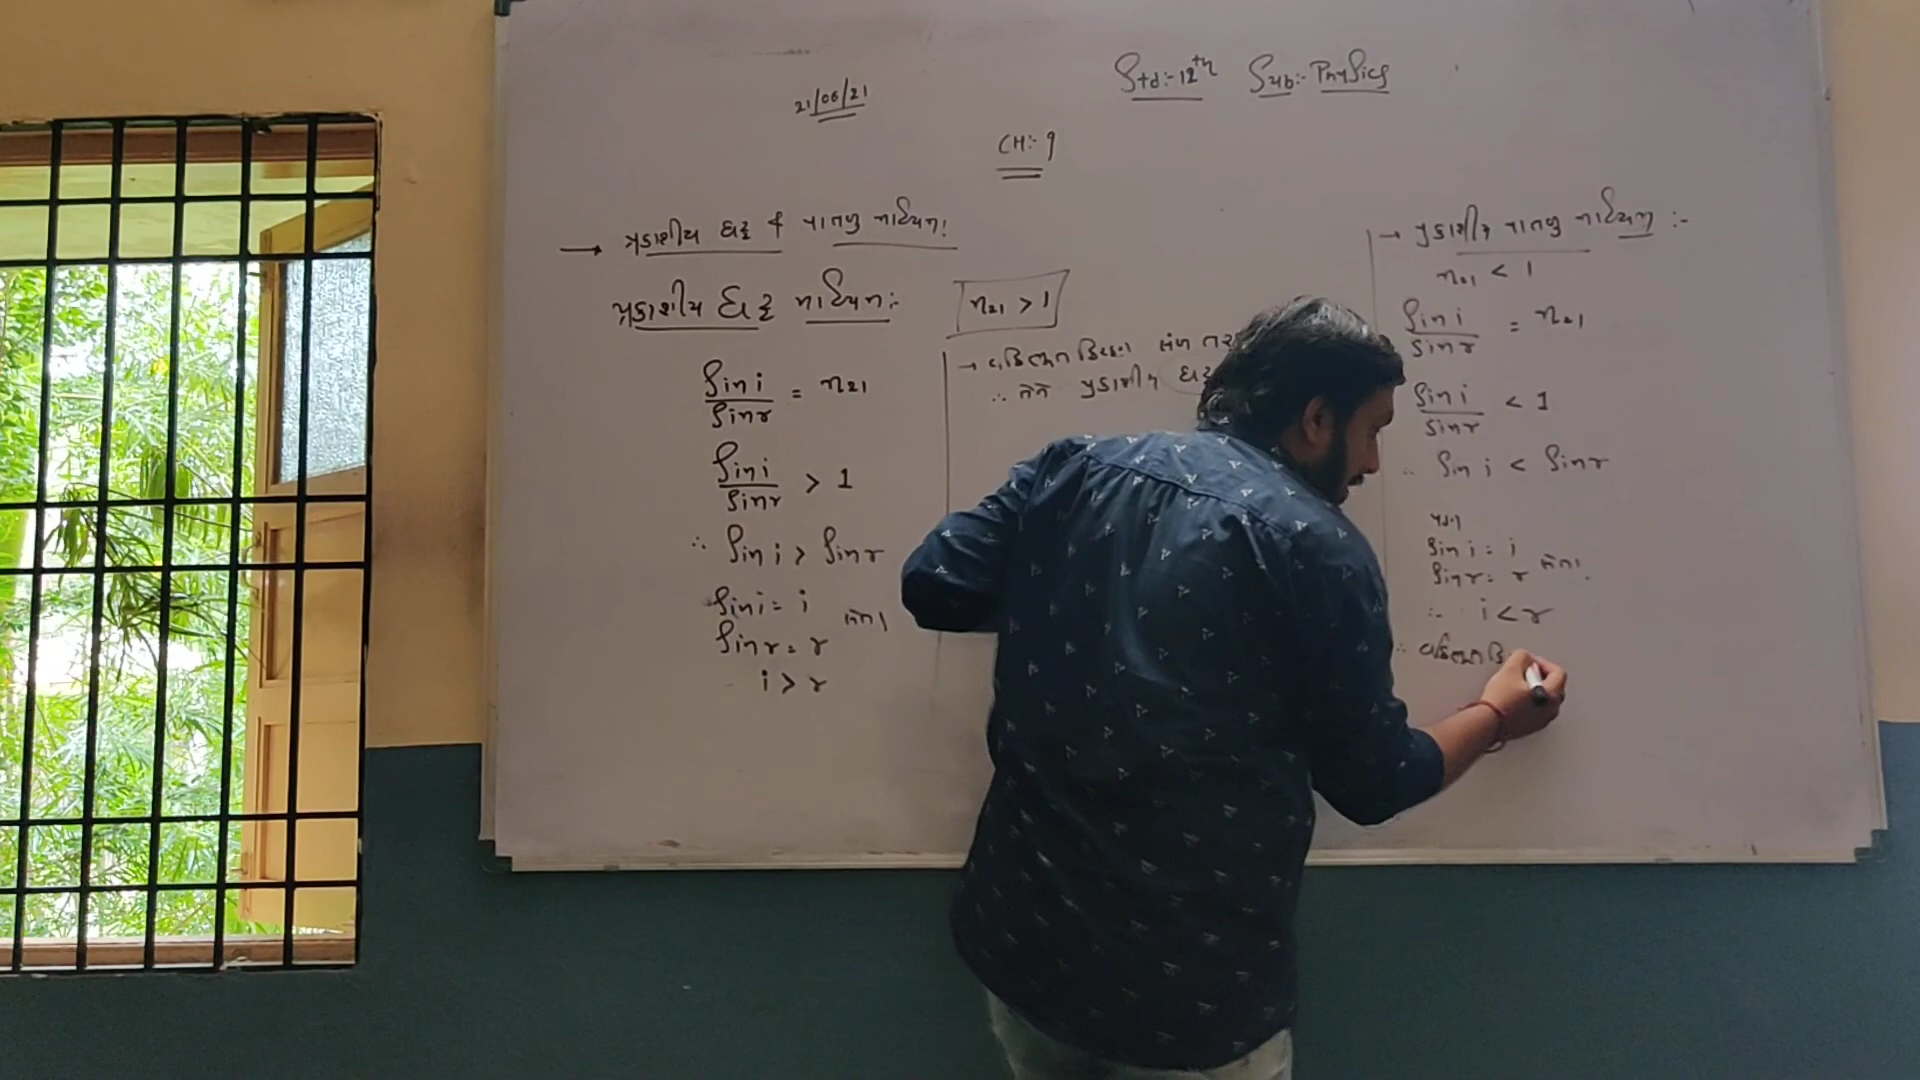 21/06/21
Std:-12th Sub:- Physics
CH:- 9
→ પ્રકાશીય ઘટ્ટ કે પાતળુ માધ્યમ!
પ્રકાશીય ઘટ્ટ માધ્યમ:-
n21 > 1
sin i / sin r = n21
sin i / sin r > 1
∴ sin i > sin r
sin i = i
sin r = r લેતા
i > r
→ વક્રિભૂત કિરણ લંબ તર
∴ તેને પ્રકાશીય ઘટ
→ પ્રકાશીય પાતળુ માધ્યમ :-
n21 < 1
sin i / sin r = n21
sin i / sin r < 1
∴ sin i < sin r
sin i = i
sin r = r લેતા.
∴ i < r
∴ વક્રિભૂત કિ